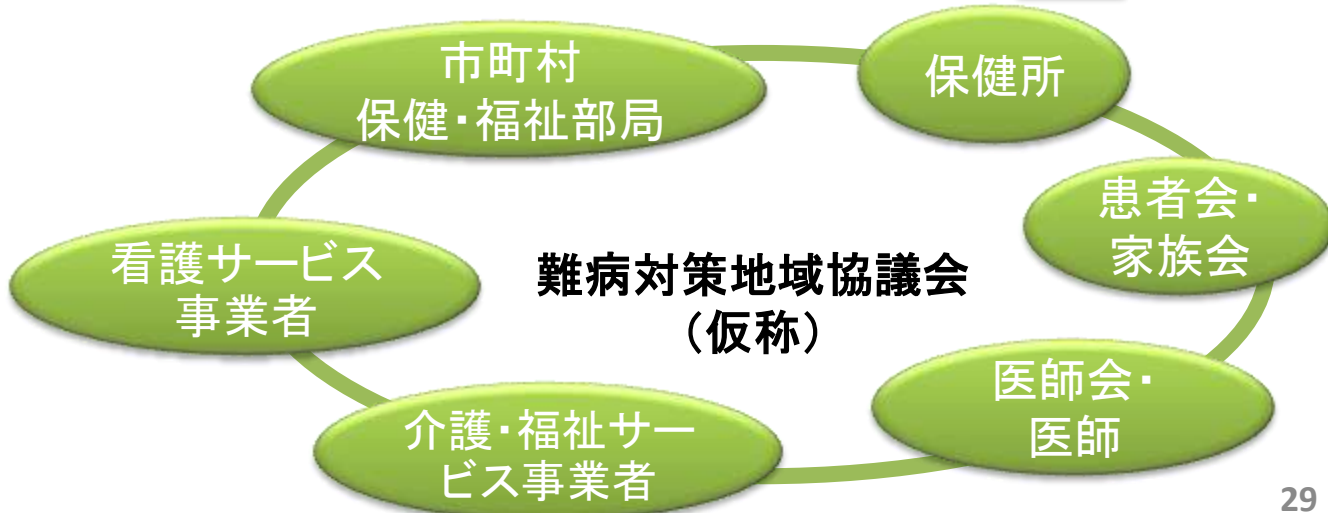 市町村
保健・福祉部局
保健所
患者会・
家族会
看護サービス
事業者
難病対策地域協議会
（仮称）
医師会・
医師
介護・福祉サー
ビス事業者
29